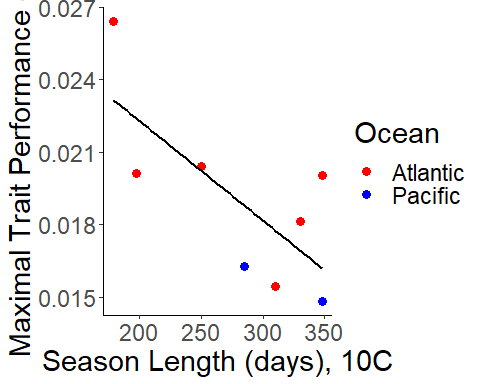 Maximal Trait Performance
0.027
0.024
0.021
0.018
0.015
200 250 300 350
Season Length (days), 10C
Ocean
Atlantic
Pacific